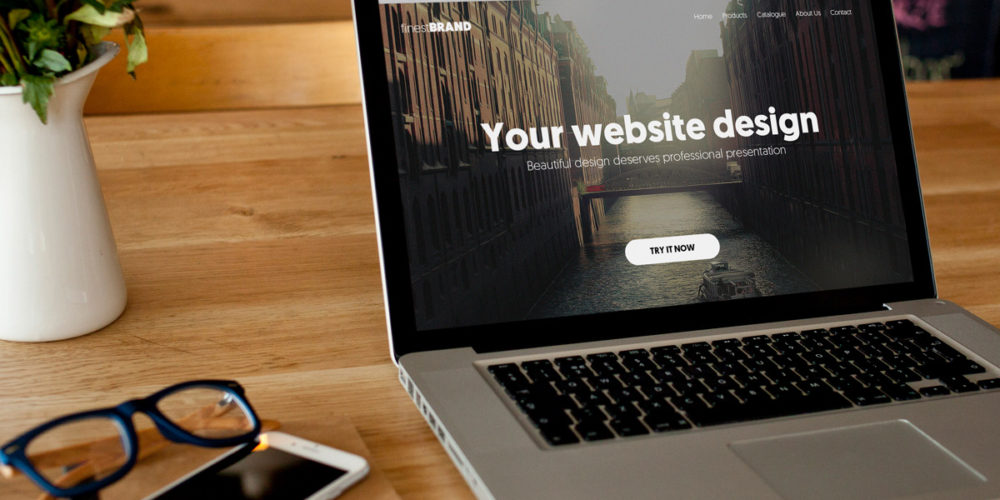 finestBRAND
Home Products Catalogue About Us Contact
Your website design
Beautiful design deserves professional presentation
TRY IT NOW